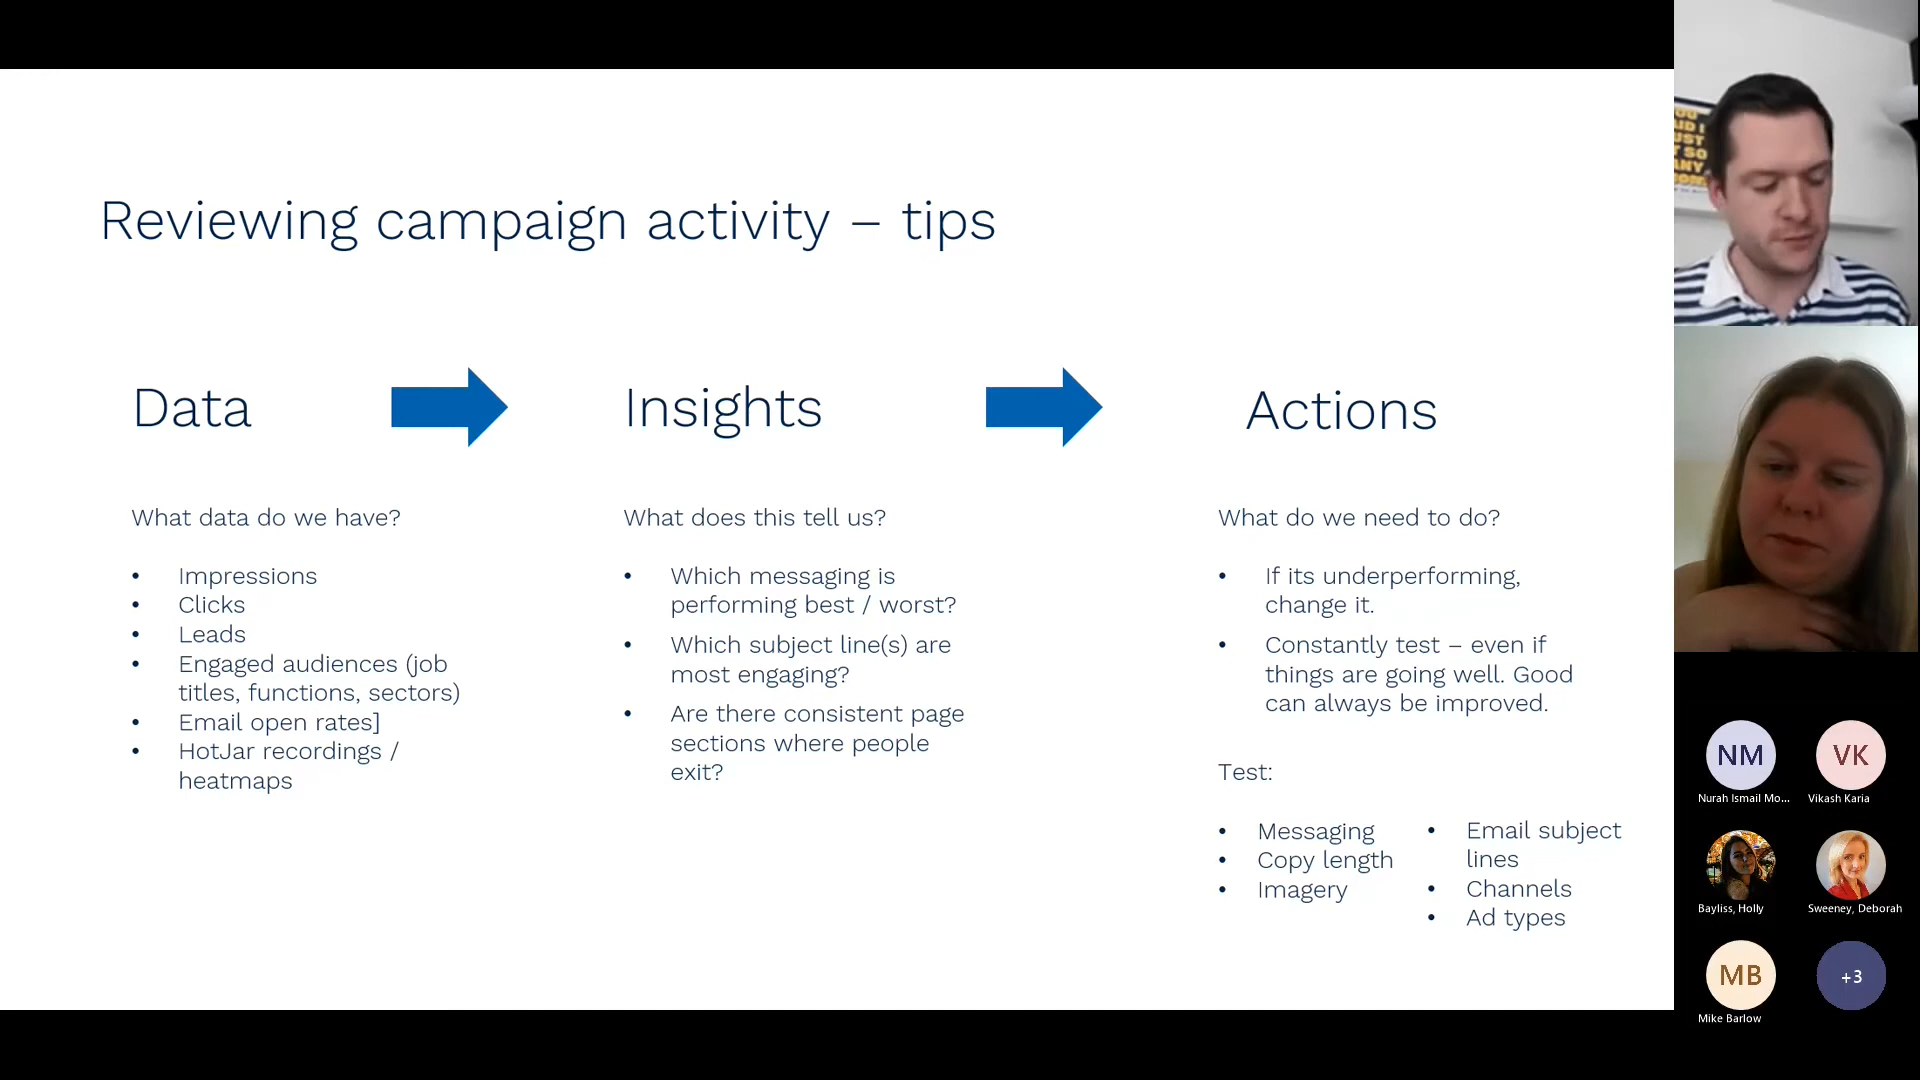 Reviewing campaign activity – tips
Data
Insights
Actions
What data do we have?
• Impressions
• Clicks
• Leads
• Engaged audiences (job
titles, functions, sectors)
• Email open rates]
• HotJar recordings /
heatmaps
What does this tell us?
• Which messaging is
performing best / worst?
• Which subject line(s) are
most engaging?
• Are there consistent page
sections where people
exit?
What do we need to do?
• If its underperforming,
change it.
• Constantly test – even if
things are going well. Good
can always be improved.
Test:
• Messaging
• Copy length
• Imagery
• Email subject
lines
• Channels
• Ad types
NM
Nurah Ismail Mo...
VK
Vikash Karia
Bayliss, Holly
Sweeney, Deborah
MB
Mike Barlow
+3